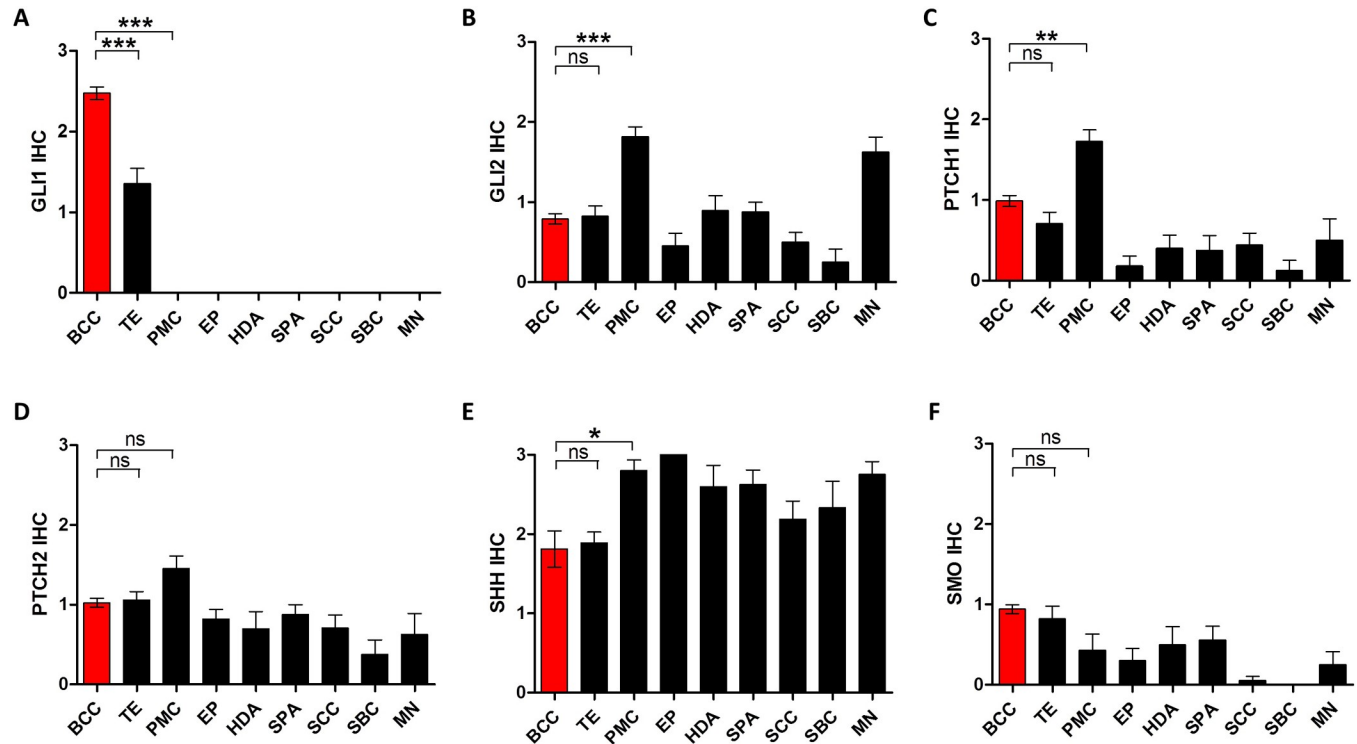 A
***
***
3
2
1
0
GLI1 IHC
BCC TE PMC EP HDA SPA SCC SBC MN
B
***
ns
3
2
1
0
GLI2 IHC
BCC TE PMC EP HDA SPA SCC SBC MN
C
**
ns
3
2
1
0
PTCH1 IHC
BCC TE PMC EP HDA SPA SCC SBC MN
D
ns
ns
3
2
1
0
PTCH2 IHC
BCC TE PMC EP HDA SPA SCC SBC MN
E
*
ns
3
2
1
0
SHH IHC
BCC TE PMC EP HDA SPA SCC SBC MN
F
ns
ns
3
2
1
0
SMO IHC
BCC TE PMC EP HDA SPA SCC SBC MN